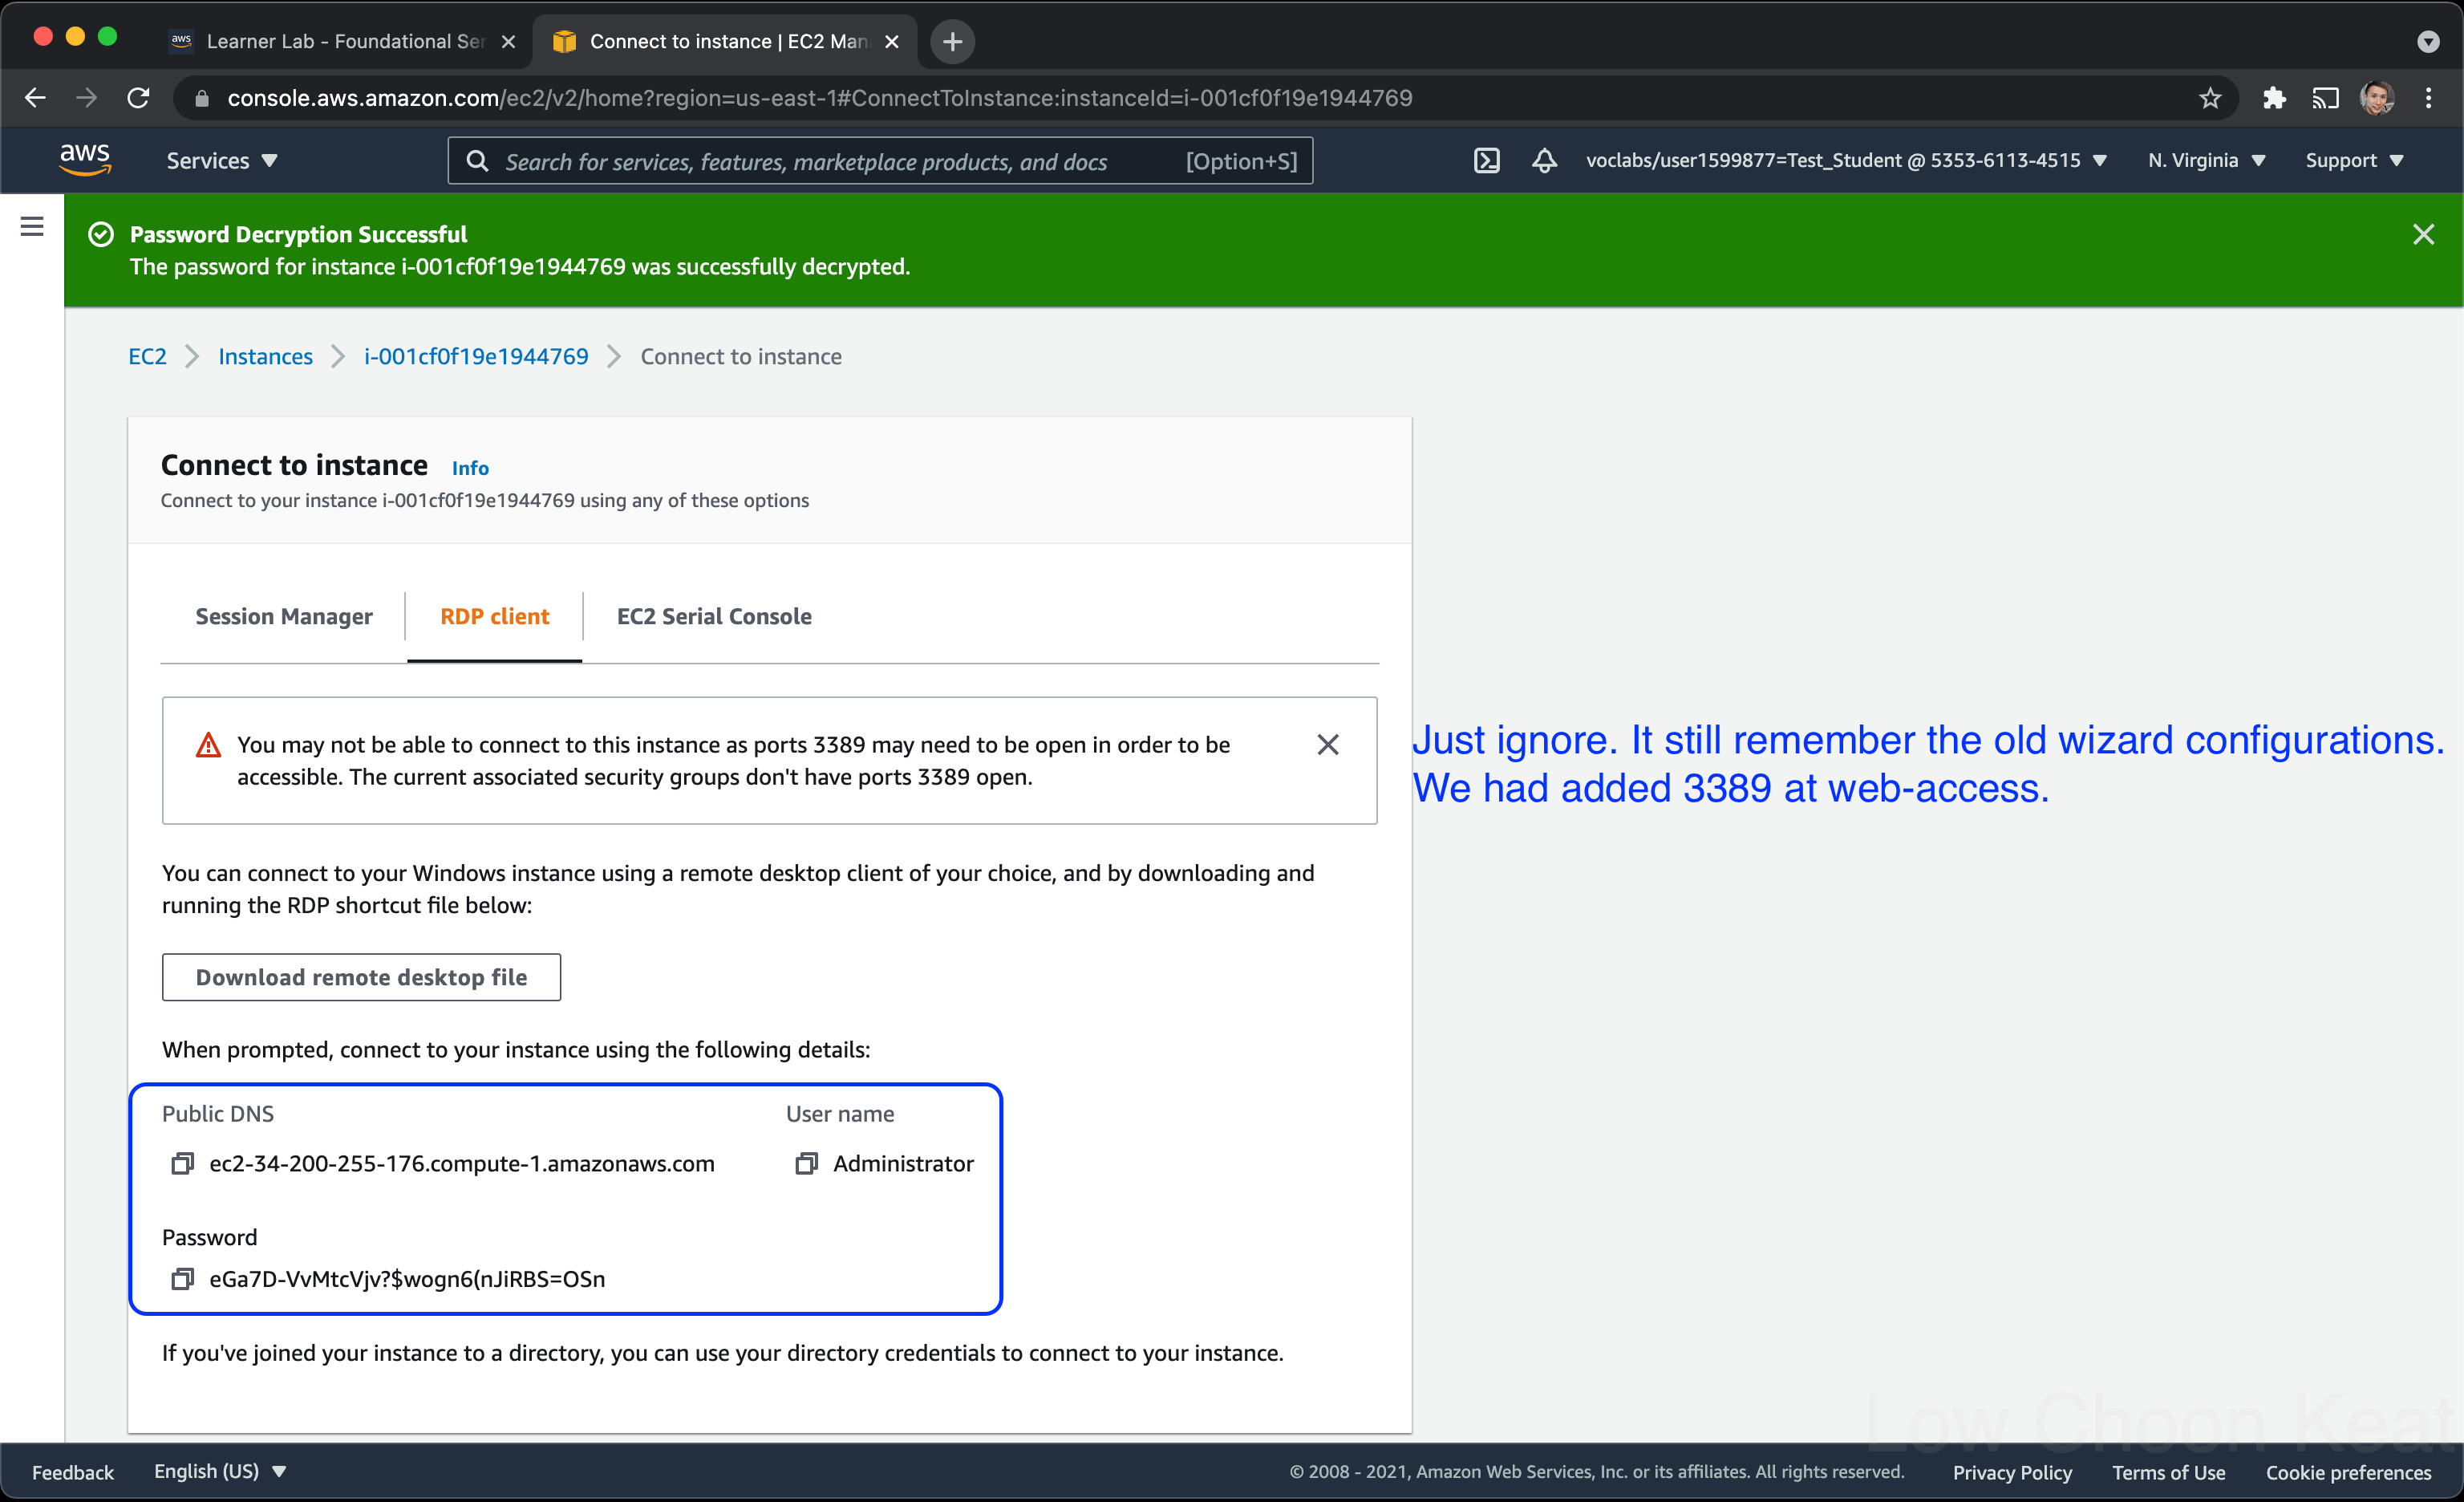 Learner Lab - Foundational Ser
Connect to instance | EC2 Man
console.aws.amazon.com/ec2/v2/home?region=us-east-1#ConnectToInstance:instanceId=i-001cf0f19e1944769
aws
Services
Search for services, features, marketplace products, and docs
[Option+S]
voclabs/user1599877=Test_Student @ 5353-6113-4515
N. Virginia
Support
Password Decryption Successful
The password for instance i-001cf0f19e1944769 was successfully decrypted.
EC2
Instances
i-001cf0f19e1944769
Connect to instance
Connect to instance Info
Connect to your instance i-001cf0f19e1944769 using any of these options
Session Manager
RDP client
EC2 Serial Console
You may not be able to connect to this instance as ports 3389 may need to be open in order to be
accessible. The current associated security groups don't have ports 3389 open.
Just ignore. It still remember the old wizard configurations.
We had added 3389 at web-access.
You can connect to your Windows instance using a remote desktop client of your choice, and by downloading and
running the RDP shortcut file below:
Download remote desktop file
When prompted, connect to your instance using the following details:
Public DNS
User name
ec2-34-200-255-176.compute-1.amazonaws.com
Administrator
Password
eGa7D-VvMtcVjv?$wogn6(nJiRBS=OSn
If you've joined your instance to a directory, you can use your directory credentials to connect to your instance.
Low Choon Keat
Feedback
English (US)
© 2008 - 2021, Amazon Web Services, Inc. or its affiliates. All rights reserved.
Privacy Policy
Terms of Use
Cookie preferences